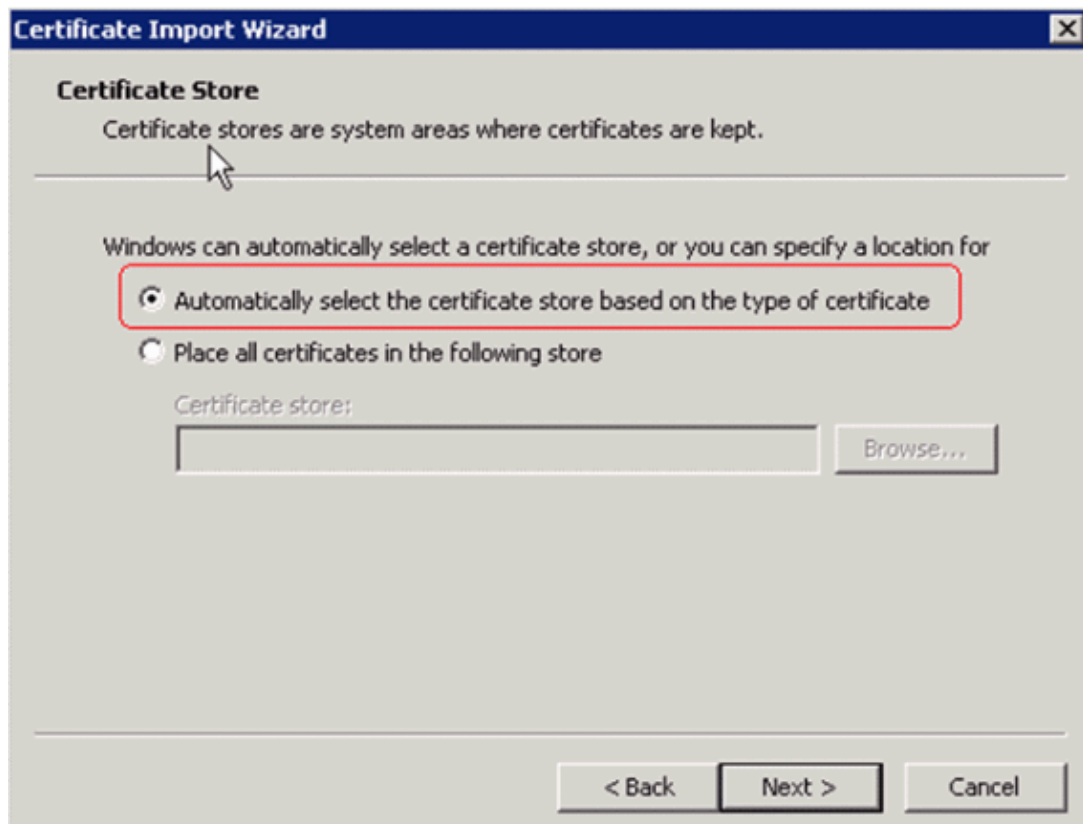 Certificate Import Wizard
Certificate Store
Certificate stores are system areas where certificates are kept.
Windows can automatically select a certificate store, or you can specify a location for
Automatically select the certificate store based on the type of certificate
Place all certificates in the following store
Certificate store:
Browse...
< Back
Next >
Cancel